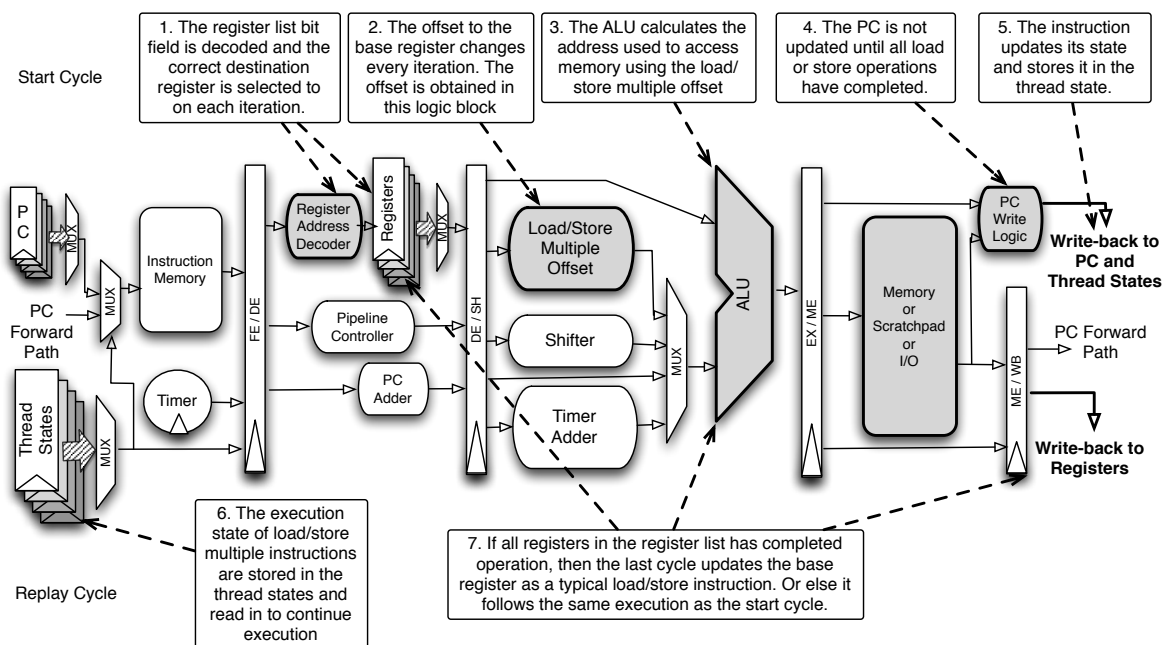 1. The register list bit
field is decoded and the
correct destination
register is selected to
on each iteration.
2. The offset to the
base register changes
every iteration. The
offset is obtained in
this logic block
3. The ALU calculates the
address used to access
memory using the load/
store multiple offset
4. The PC is not
updated until all load
or store operations
have completed.
5. The instruction
updates its state
and stores it in the
thread state.
Start Cycle
PC
MUX
MUX
Instruction
Memory
PC
Forward
Path
Thread
States
MUX
Timer
FE / DE
Register
Address
Decoder
Registers
MUX
Pipeline
Controller
PC
Adder
DE / SH
Load/Store
Multiple
Offset
Shifter
Timer
Adder
MUX
ALU
EX / ME
Memory
or
Scratchpad
or
I/O
PC
Write
Logic
Write-back to
PC and
Thread States
ME / WB
PC Forward
Path
Write-back to
Registers
6. The execution
state of load/store
multiple instructions
are stored in the
thread states and
read in to continue
execution
7. If all registers in the register list has completed
operation, then the last cycle updates the base
register as a typical load/store instruction. Or else it
follows the same execution as the start cycle.
Replay Cycle